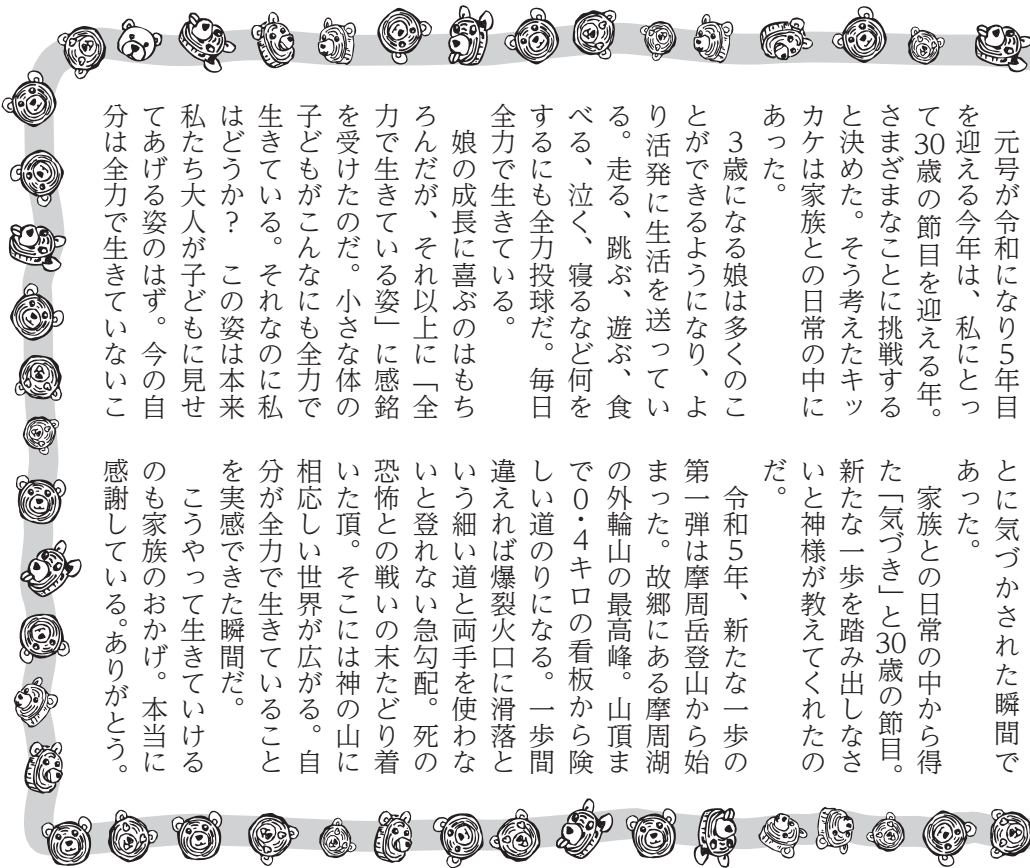 元号が令和になり５年目
を迎える今年は、私にとっ
て30歳の節目を迎える年。
さまざまなことに挑戦する
と決めた。そう考えたキッ
カケは家族との日常の中に
あった。
３歳になる娘は多くのこ
とができるようになり、よ
り活発に生活を送ってい
る。走る、跳ぶ、遊ぶ、食
べる、泣く、寝るなど何を
するにも全力投球だ。毎日
全力で生きている。
娘の成長に喜ぶのはもち
ろんだが、それ以上に「全
力で生きている姿」に感銘
を受けたのだ。小さな体の
子どもがこんなにも全力で
生きている。それなのに私
はどうか？　この姿は本来
私たち大人が子どもに見せ
てあげる姿のはず。今の自
分は全力で生きていないこ
とに気づかされた瞬間で
あった。
家族との日常の中から得
た「気づき」と30歳の節目。
新たな一歩を踏み出しなさ
いと神様が教えてくれたの
だ。
令和５年、新たな一歩の
第一弾は摩周岳登山から始
まった。故郷にある摩周湖
の外輪山の最高峰。山頂ま
で０・４キロの看板から険
しい道のりになる。一歩間
違えれば爆裂火口に滑落と
いう細い道と両手を使わな
いと登れない急勾配。死の
恐怖との戦いの末たどり着
いた頂。そこには神の山に
相応しい世界が広がる。自
分が全力で生きていること
を実感できた瞬間だ。
こうやって生きていける
のも家族のおかげ。本当に
感謝している。ありがとう。